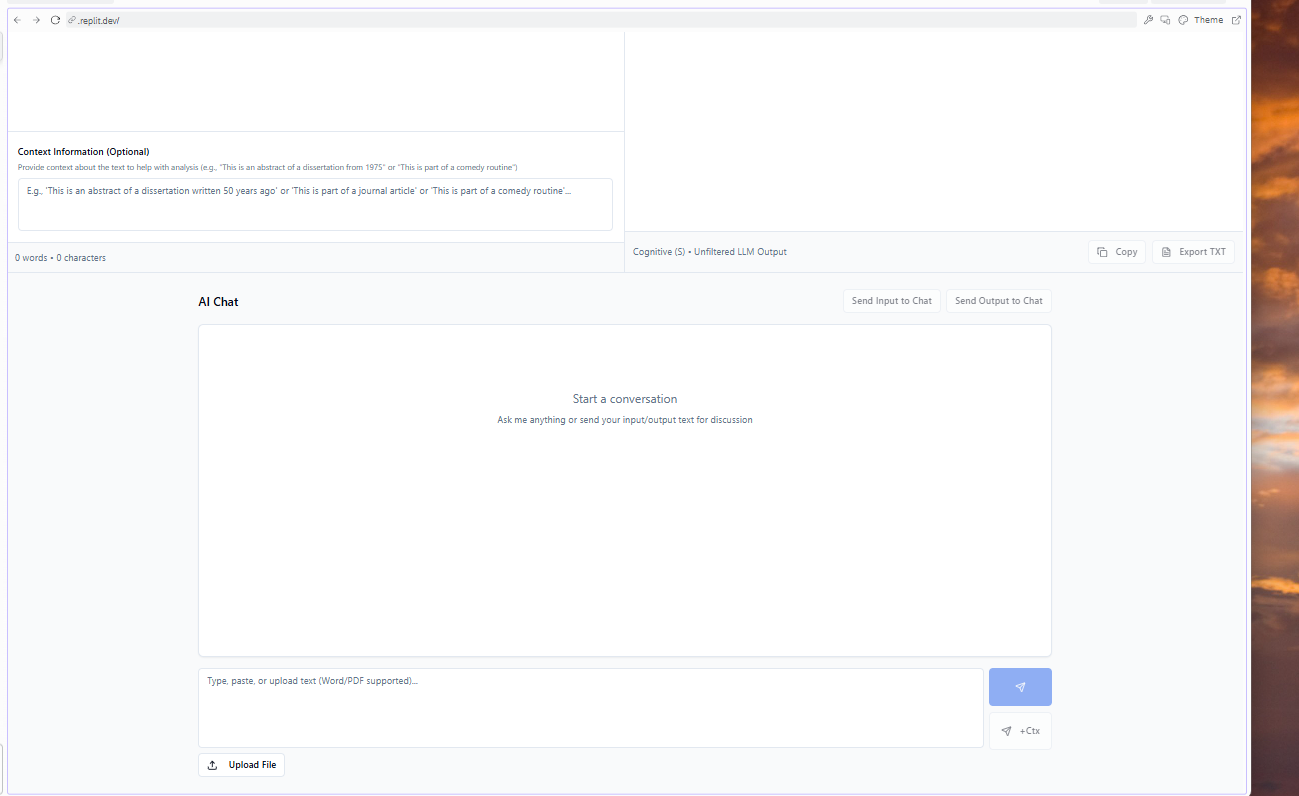 .replit.dev/
Theme
Context Information (Optional)
Provide context about the text to help with analysis (e.g., "This is an abstract of a dissertation from 1975" or "This is part of a comedy routine")
E.g., 'This is an abstract of a dissertation written 50 years ago' or 'This is part of a journal article' or 'This is part of a comedy routine'...
0 words • 0 characters
Cognitive (S) • Unfiltered LLM Output
Copy
Export TXT
AI Chat
Send Input to Chat
Send Output to Chat
Start a conversation
Ask me anything or send your input/output text for discussion
Type, paste, or upload text (Word/PDF supported)...
+Ctx
Upload File